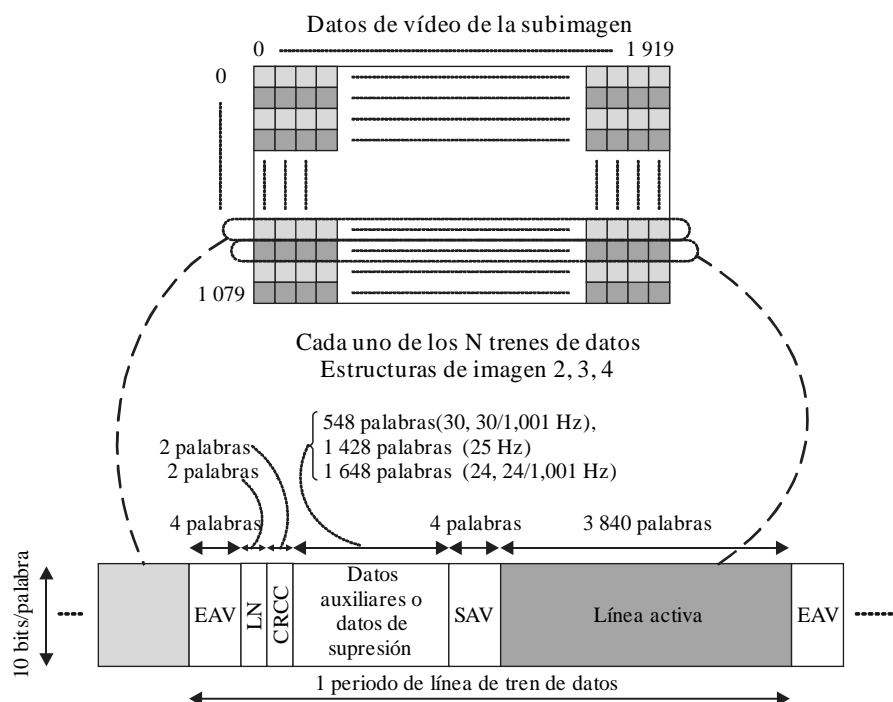 Datos de vídeo de la subimagen
0
1 919
0
1 079
Cada uno de los N trenes de datos
Estructuras de imagen 2, 3, 4
548 palabras(30, 30/1,001 Hz),
1 428 palabras (25 Hz)
1 648 palabras (24, 24/1,001 Hz)
2 palabras
2 palabras
4 palabras
4 palabras
3 840 palabras
10 bits/palabra
EAV
LN
CRCC
Datos
auxiliares o
datos de
supresión
SAV
Línea activa
EAV
1 periodo de línea de tren de datos